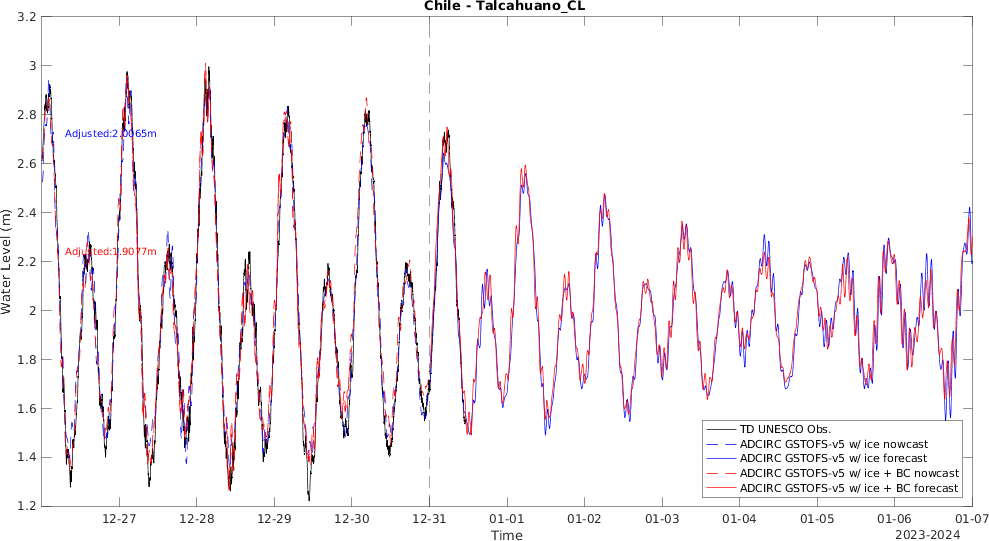 Chile - Talcahuano_CL
Water Level (m)
3.2
3
2.8
2.6
2.4
2.2
2
1.8
1.6
1.4
1.2
Adjusted:2.0065m
Adjusted:1.9077m
TD UNESCO Obs.
ADCIRC GSTOFS-v5 w/ ice nowcast
ADCIRC GSTOFS-v5 w/ ice forecast
ADCIRC GSTOFS-v5 w/ ice + BC nowcast
ADCIRC GSTOFS-v5 w/ ice + BC forecast
12-27 12-28 12-29 12-30 12-31 01-01 01-02 01-03 01-04 01-05 01-06 01-07
Time
2023-2024